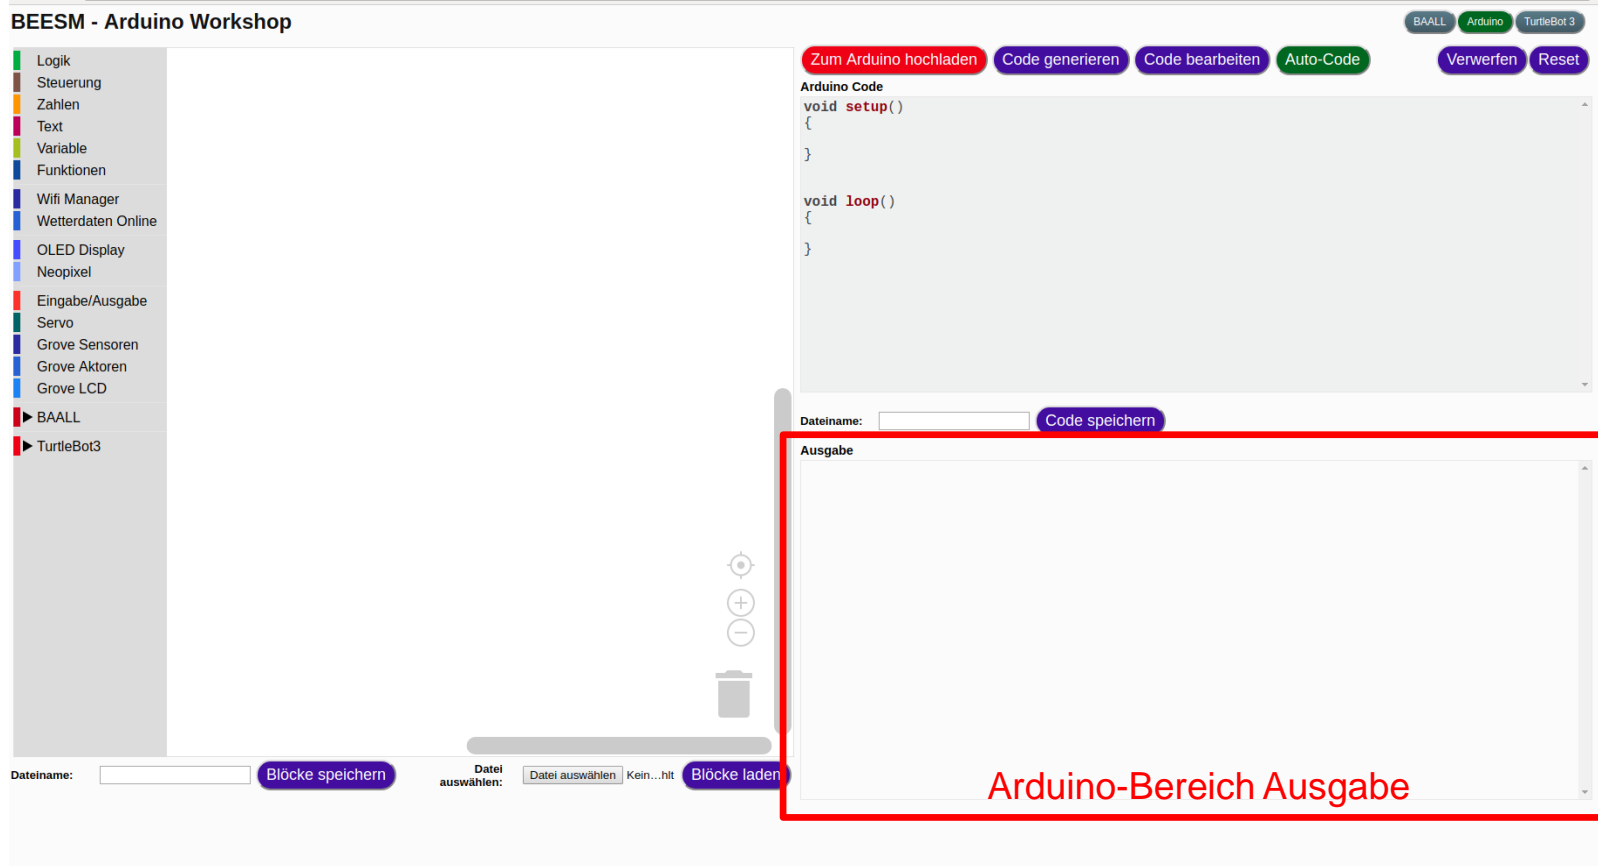 BEESM - Arduino Workshop
BAALL
Arduino
TurtleBot 3
Logik
Steuerung
Zahlen
Text
Variable
Funktionen
Wifi Manager
Wetterdaten Online
OLED Display
Neopixel
Eingabe/Ausgabe
Servo
Grove Sensoren
Grove Aktoren
Grove LCD
BAALL
TurtleBot3
Dateiname:
Blöcke speichern
Datei
auswählen:
Datei auswählen
Kein…hlt
Blöcke laden
Zum Arduino hochladen
Code generieren
Code bearbeiten
Auto-Code
Verwerfen
Reset
Arduino Code
void setup()
{
}
void loop()
{
}
Dateiname:
Code speichern
Ausgabe
Arduino-Bereich Ausgabe